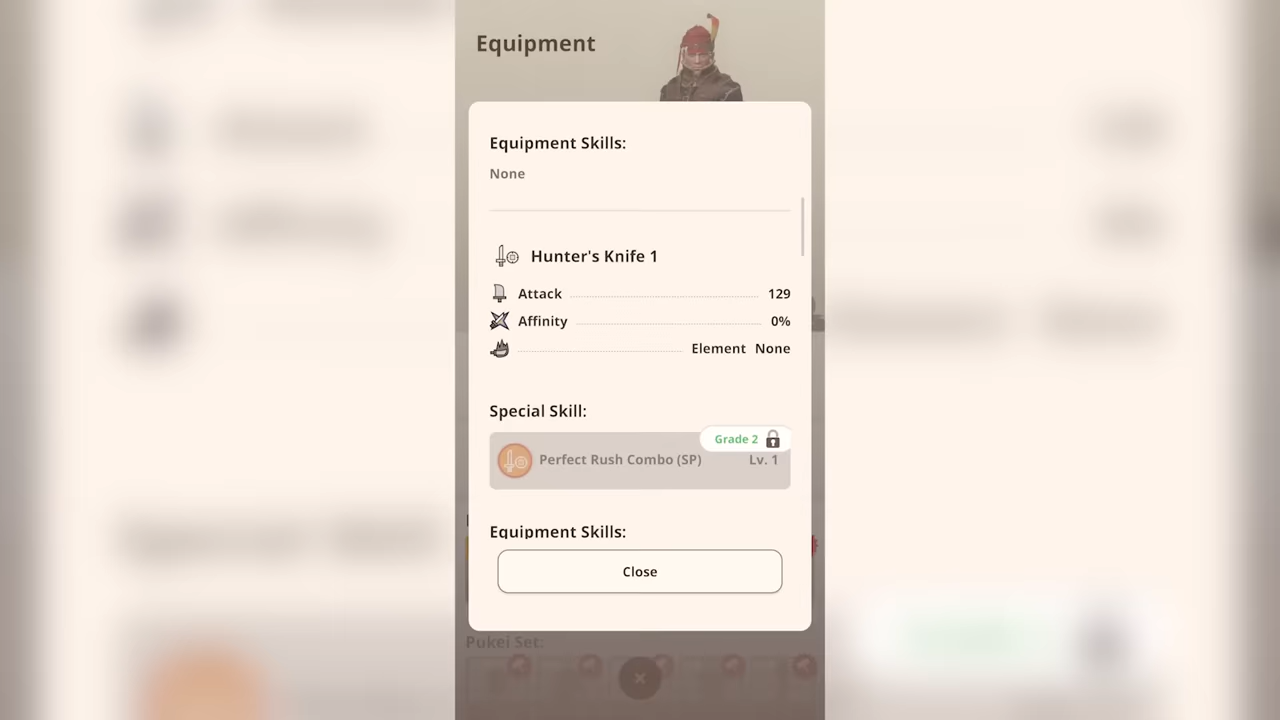 Equipment
Equipment Skills:
None
Hunter's Knife 1
Attack 129
Affinity 0%
Element None
Special Skill:
Grade 2
Perfect Rush Combo (SP) Lv. 1
Equipment Skills:
Close
Pukei Set: